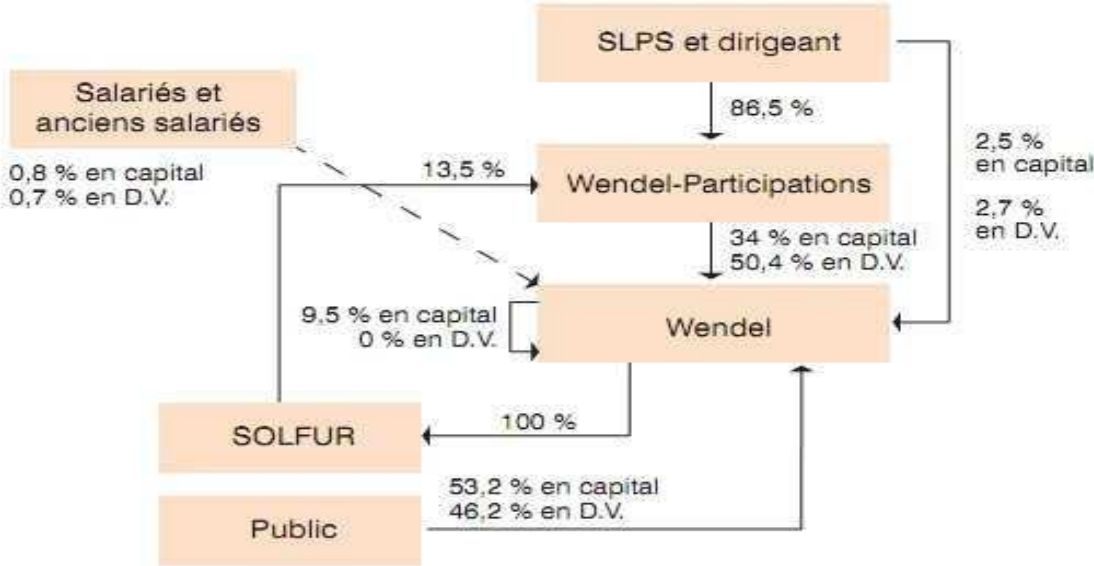 SLPS et dirigeant
Salariés et
anciens salariés
0,8 % en capital
0,7 % en D.V.
86,5 %
2,5 %
en capital
2,7 %
en D.V.
13,5 %
Wendel-Participations
34 % en capital
50,4 % en D.V.
9,5 % en capital
0 % en D.V.
Wendel
SOLFUR
100 %
Public
53,2 % en capital
46,2 % en D.V.